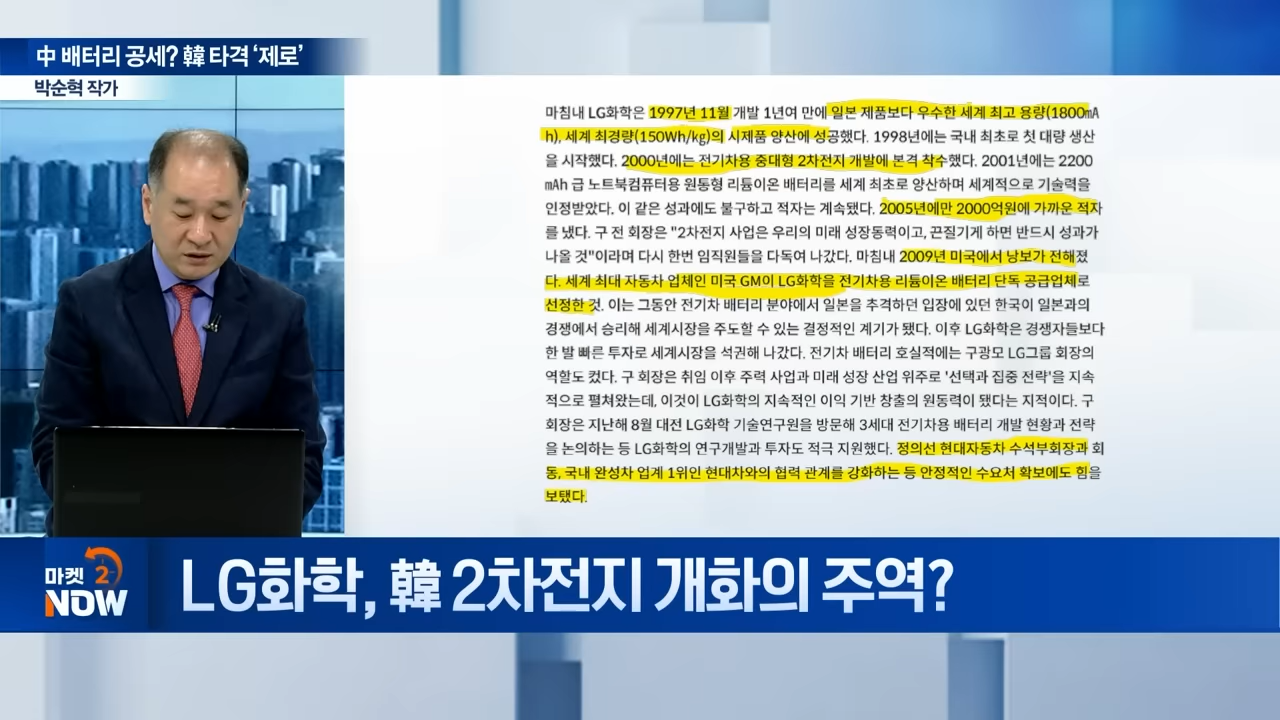 中 배터리 공세? 韓 타격 ‘제로’
박순혁 작가
마침내 LG화학은 1997년 11월 개발 1년여 만에 일본 제품보다 우수한 세계 최고 용량(1800mA
h), 세계 최경량(150Wh/kg)의 시제품 양산에 성공했다. 1998년에는 국내 최초로 첫 대량 생산
을 시작했다. 2000년에는 전기차용 중대형 2차전지 개발에 본격 착수했다. 2001년에는 2200
mAh 급 노트북컴퓨터용 원통형 리튬이온 배터리를 세계 최초로 양산하며 세계적으로 기술력을
인정받았다. 이 같은 성과에도 불구하고 적자는 계속됐다. 2005년에만 2000억원에 가까운 적자
를 냈다. 구 전 회장은 "2차전지 사업은 우리의 미래 성장동력이고, 끈질기게 하면 반드시 성과가
나올 것"이라며 다시 한번 임직원들을 다독여 나갔다. 마침내 2009년 미국에서 낭보가 전해졌
다. 세계 최대 자동차 업체인 미국 GM이 LG화학을 전기차용 리튬이온 배터리 단독 공급업체로
선정한 것. 이는 그동안 전기차 배터리 분야에서 일본을 추격하던 입장에 있던 한국이 일본과의
경쟁에서 승리해 세계시장을 주도할 수 있는 결정적인 계기가 됐다. 이후 LG화학은 경쟁자들보다
한 발 빠른 투자로 세계시장을 석권해 나갔다. 전기차 배터리 호실적에는 구광모 LG그룹 회장의
역할도 컸다. 구 회장은 취임 이후 주력 사업과 미래 성장 산업 위주로 '선택과 집중 전략'을 지속
적으로 펼쳐왔는데, 이것이 LG화학의 지속적인 이익 기반 창출의 원동력이 됐다는 지적이다. 구
회장은 지난해 8월 대전 LG화학 기술연구원을 방문해 3세대 전기차용 배터리 개발 현황과 전략
을 논의하는 등 LG화학의 연구개발과 투자도 적극 지원했다. 정의선 현대자동차 수석부회장과 회
동, 국내 완성차 업계 1위인 현대차와의 협력 관계를 강화하는 등 안정적인 수요처 확보에도 힘을
보탰다.
마켓 2
NOW
LG화학, 韓 2차전지 개화의 주역?